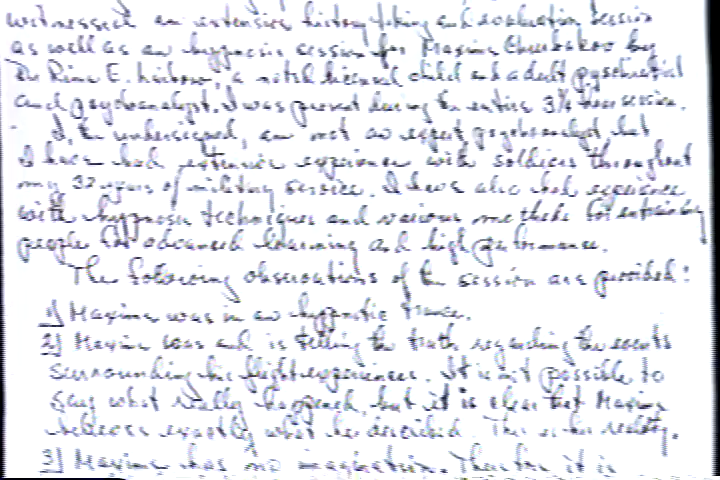 witnessed an extensive history taking and evaluation session
as well as an hypnosis session for Maxim by
Dr Rima E. Laibow, a noted licensed child and adult psychiatrist
and psychoanalyst. I was present during the entire 3½ hour session.
I, the undersigned, am not an expert psychoanalyst but
I have had extensive experience with soldiers throughout
my 32 years of military service. I have also had experience
with hypnosis techniques and various methods for entraining
people for advanced learning and high performance.
The following observations of the session are provided:
1) Maxim was in an hypnotic trance.
2) Maxim was and is telling the truth regarding the events
surrounding his flight experiences. It is not possible to
say what really happened, but it is clear that Maxim
believes exactly what he described. This is his reality.
3) Maxim has no imagination. Therefore it is